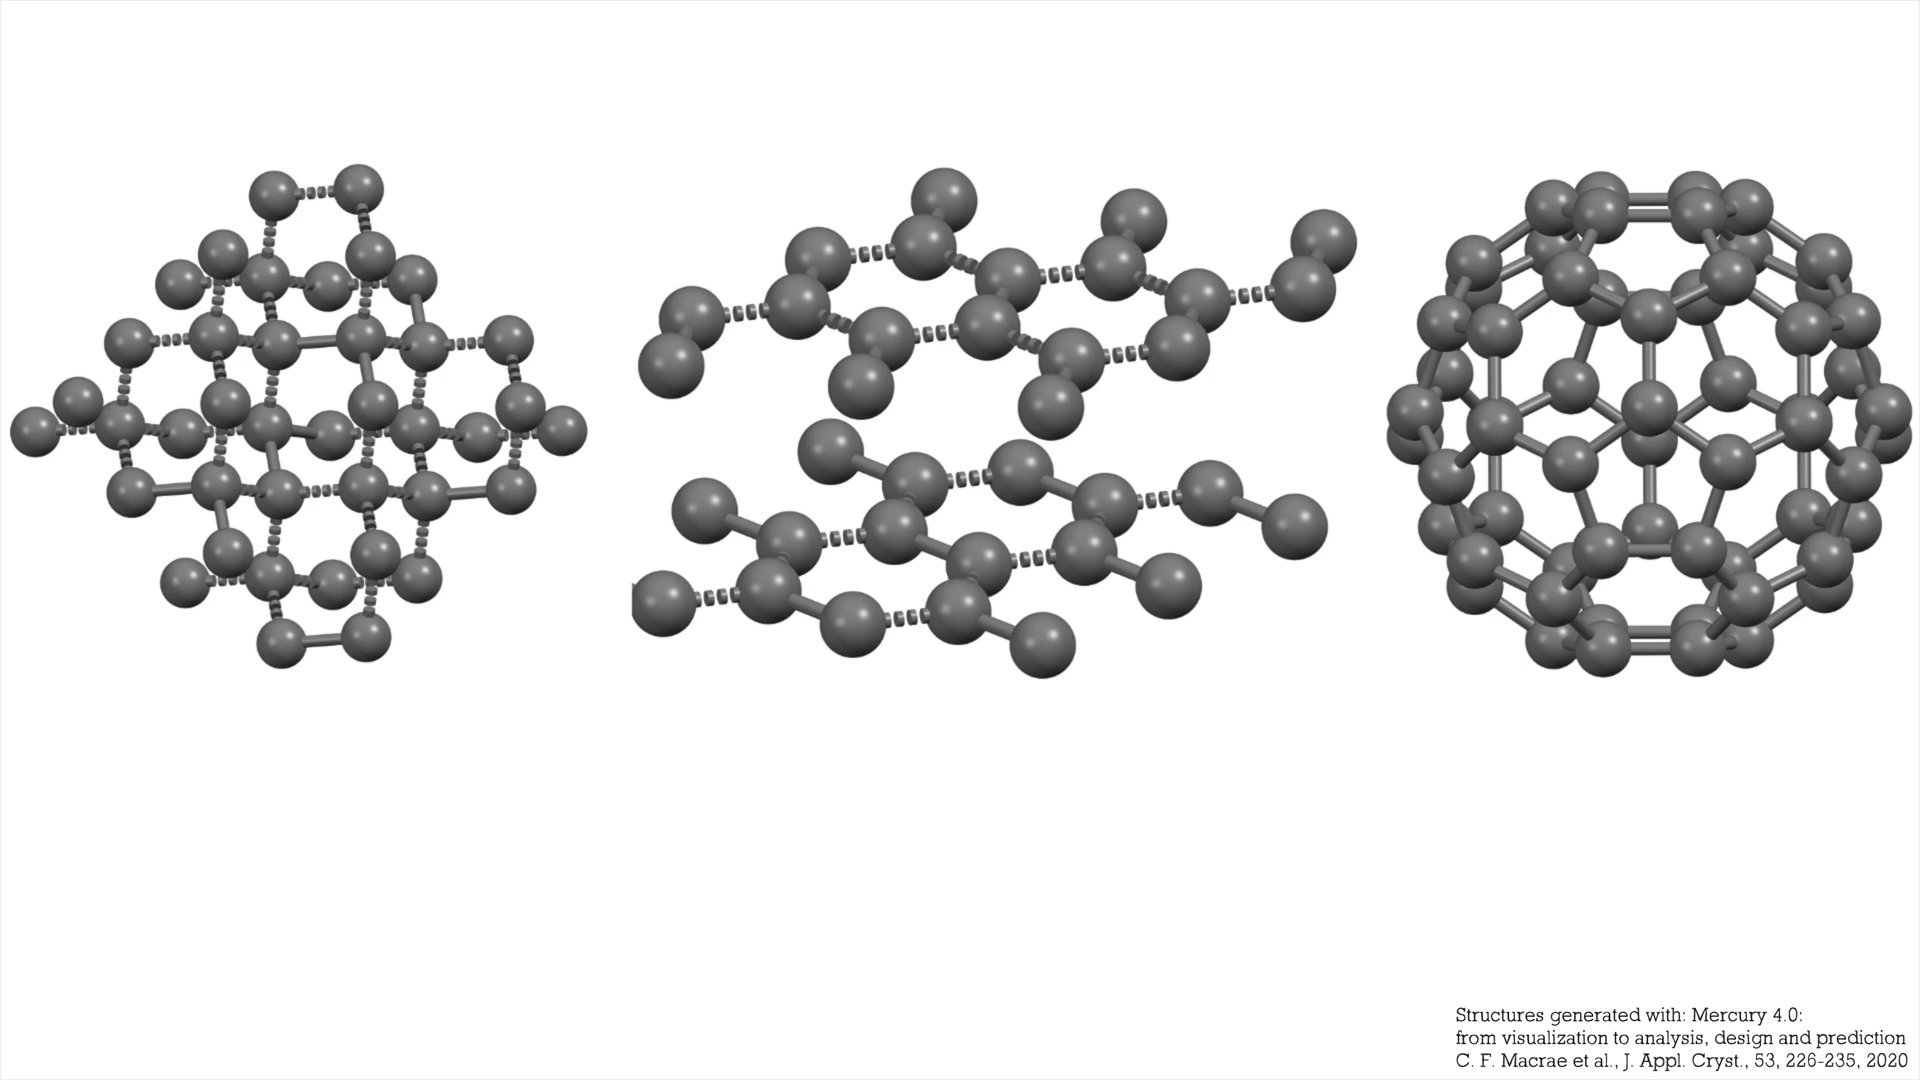 Structures generated with: Mercury 4.0:
from visualization to analysis, design and prediction
C. F. Macrae et al., J. Appl. Cryst., 53, 226-235, 2020